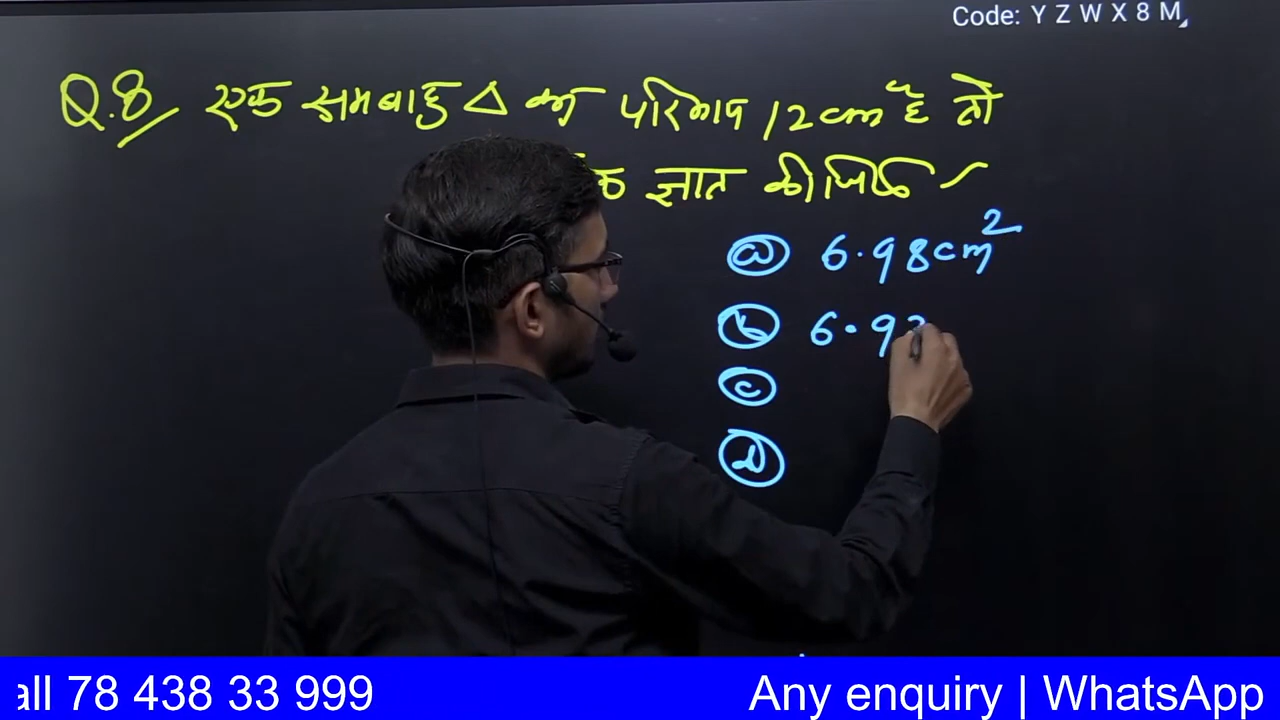 Code: Y Z W X 8 M
Q.8 एक समबाहु Δ का परिमाप 12cm है तो
ज्ञात कीजिए
a 6.98cm²
b 6.9
c
d
all 78 438 33 999
Any enquiry | WhatsApp